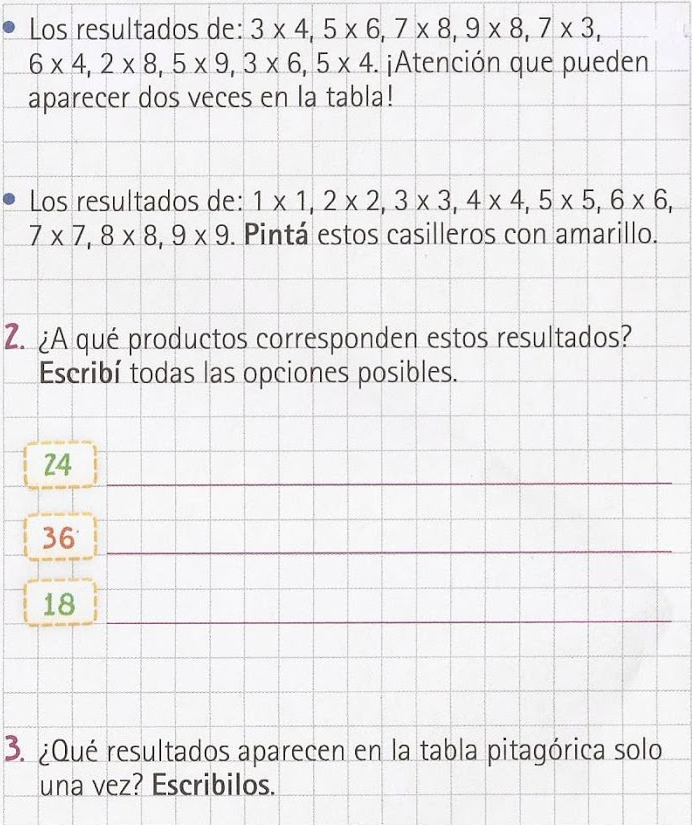 • Los resultados de: 3 x 4, 5 x 6, 7 x 8, 9 x 8, 7 x 3,
6 x 4, 2 x 8, 5 x 9, 3 x 6, 5 x 4. ¡Atención que pueden
aparecer dos veces en la tabla!
• Los resultados de: 1 x 1, 2 x 2, 3 x 3, 4 x 4, 5 x 5, 6 x 6,
7 x 7, 8 x 8, 9 x 9. Pintá estos casilleros con amarillo.
2. ¿A qué productos corresponden estos resultados?
Escribí todas las opciones posibles.
24
36
18
3. ¿Qué resultados aparecen en la tabla pitagórica solo
una vez? Escribilos.